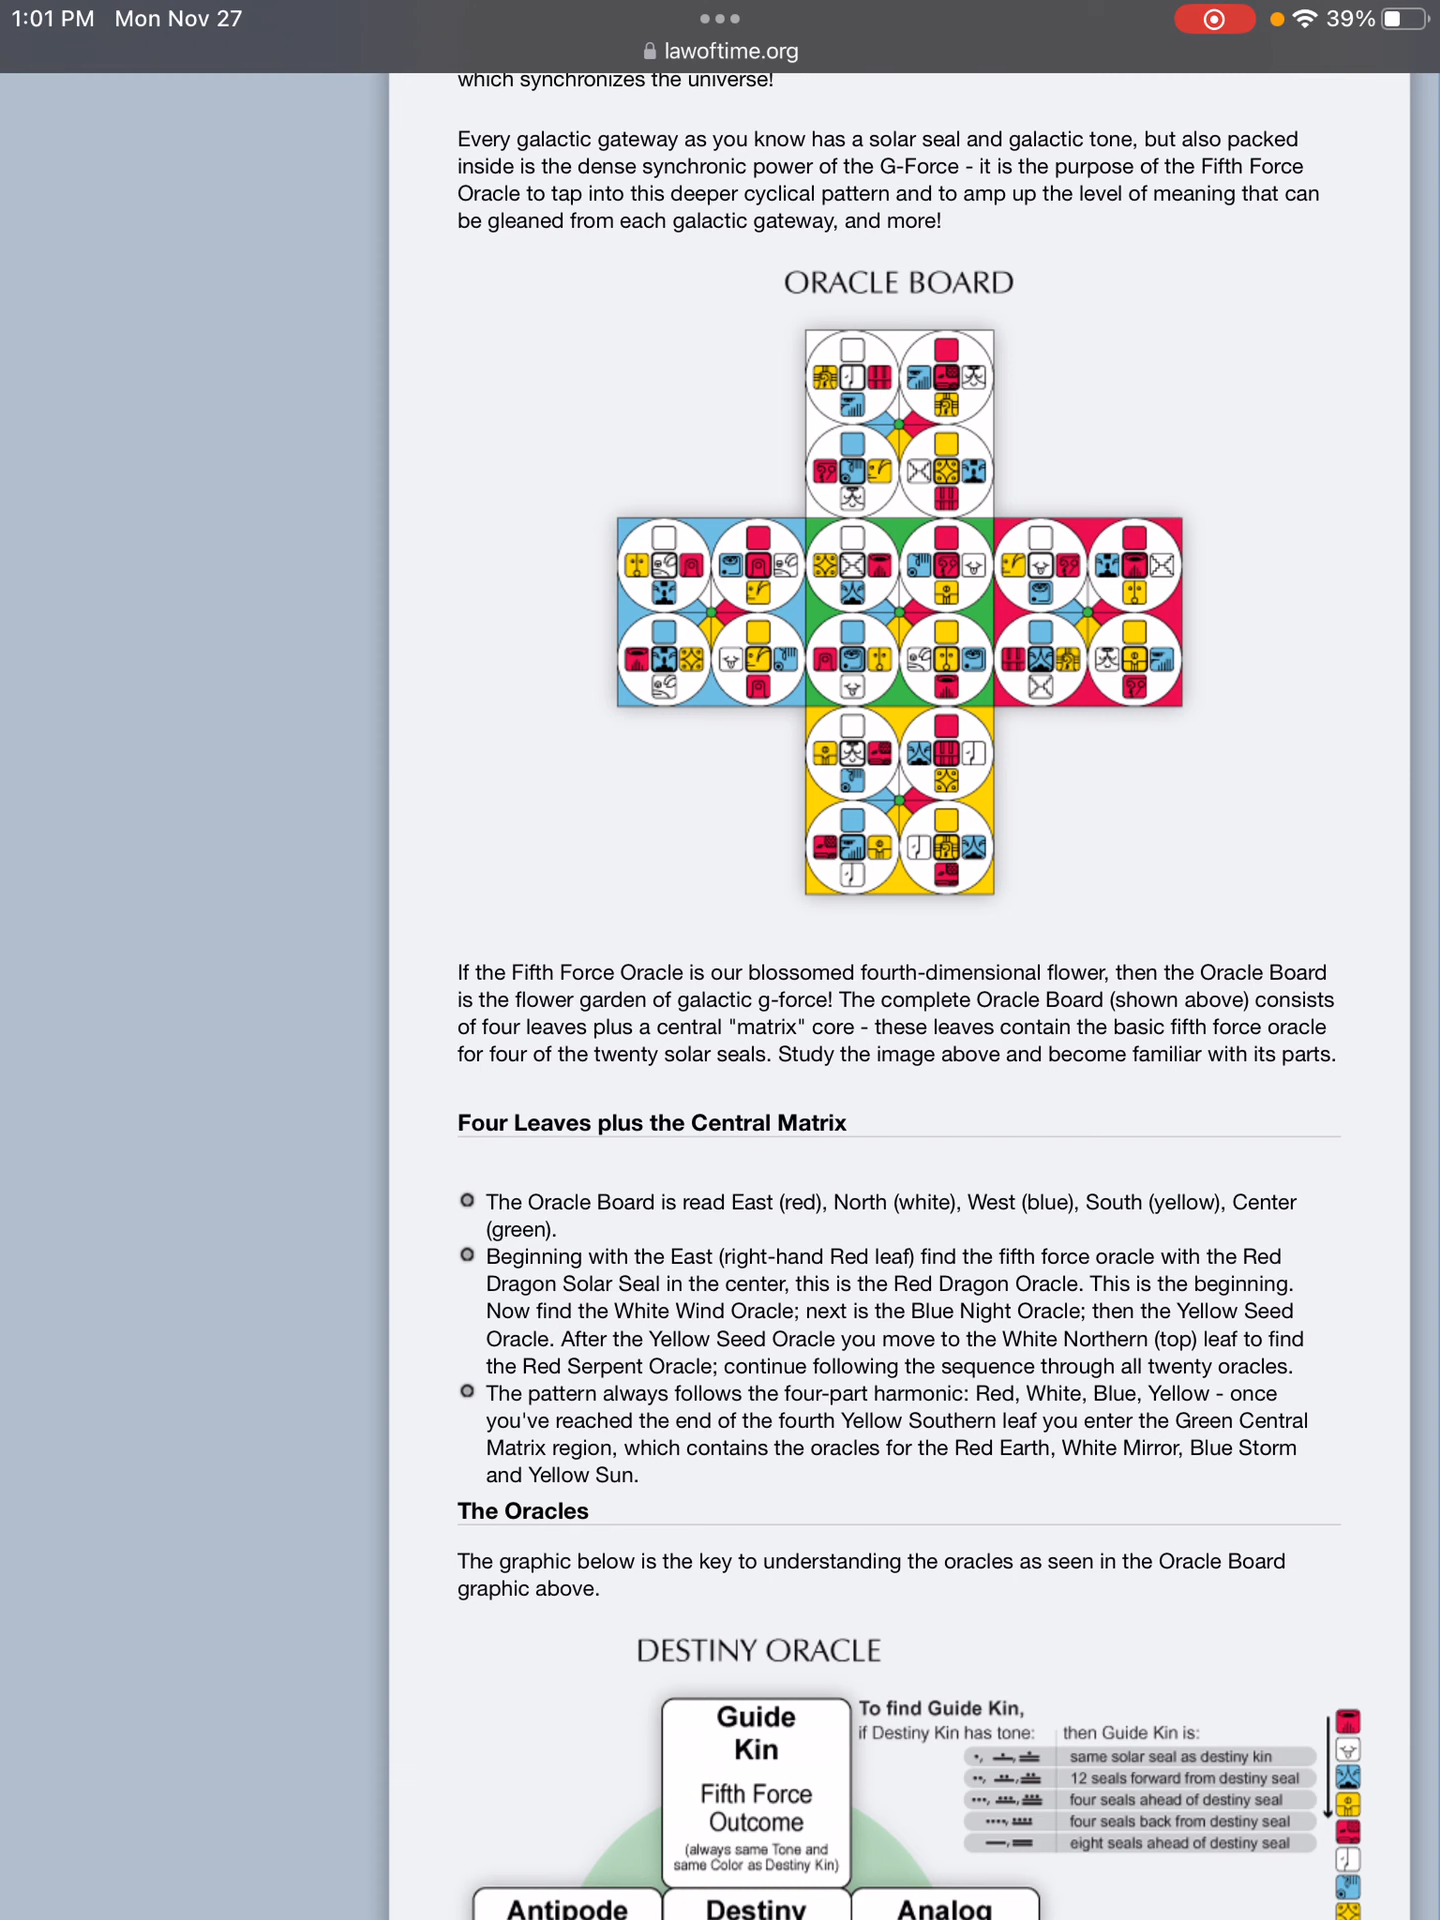 1:01 PM Mon Nov 27
39%
lawoftime.org
which synchronizes the universe!
Every galactic gateway as you know has a solar seal and galactic tone, but also packed
inside is the dense synchronic power of the G-Force - it is the purpose of the Fifth Force
Oracle to tap into this deeper cyclical pattern and to amp up the level of meaning that can
be gleaned from each galactic gateway, and more!
ORACLE BOARD
If the Fifth Force Oracle is our blossomed fourth-dimensional flower, then the Oracle Board
is the flower garden of galactic g-force! The complete Oracle Board (shown above) consists
of four leaves plus a central "matrix" core - these leaves contain the basic fifth force oracle
for four of the twenty solar seals. Study the image above and become familiar with its parts.
Four Leaves plus the Central Matrix
The Oracle Board is read East (red), North (white), West (blue), South (yellow), Center
(green).
Beginning with the East (right-hand Red leaf) find the fifth force oracle with the Red
Dragon Solar Seal in the center, this is the Red Dragon Oracle. This is the beginning.
Now find the White Wind Oracle; next is the Blue Night Oracle; then the Yellow Seed
Oracle. After the Yellow Seed Oracle you move to the White Northern (top) leaf to find
the Red Serpent Oracle; continue following the sequence through all twenty oracles.
The pattern always follows the four-part harmonic: Red, White, Blue, Yellow - once
you've reached the end of the fourth Yellow Southern leaf you enter the Green Central
Matrix region, which contains the oracles for the Red Earth, White Mirror, Blue Storm
and Yellow Sun.
The Oracles
The graphic below is the key to understanding the oracles as seen in the Oracle Board
graphic above.
DESTINY ORACLE
Guide
Kin
Fifth Force
Outcome
(always same Tone and
same Color as Destiny Kin)
To find Guide Kin,
if Destiny Kin has tone: then Guide Kin is:
same solar seal as destiny kin
12 seals forward from destiny seal
four seals ahead of destiny seal
four seals back from destiny seal
eight seals ahead of destiny seal
Antipode Destiny Analog